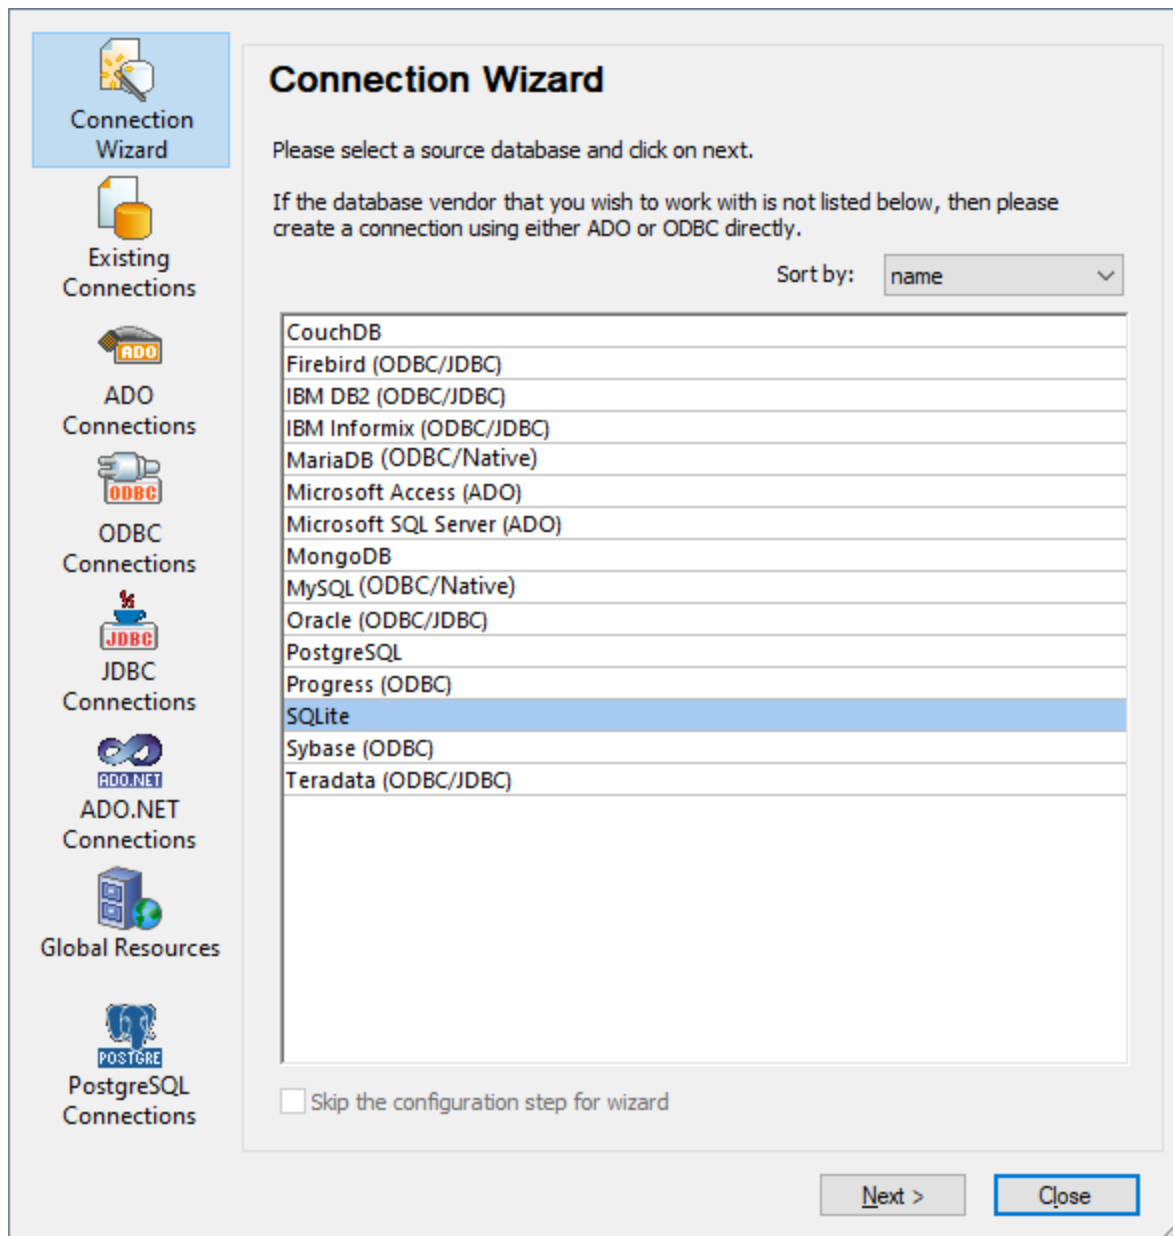 Connection
Wizard
Existing
Connections
ADO
ADO
Connections
ODBC
ODBC
Connections
JDBC
JDBC
Connections
ADO.NET
ADO.NET
Connections
Global Resources
POSTGRE
PostgreSQL
Connections
Connection Wizard
Please select a source database and click on next.
If the database vendor that you wish to work with is not listed below, then please
create a connection using either ADO or ODBC directly.
Sort by: name
CouchDB
Firebird (ODBC/JDBC)
IBM DB2 (ODBC/JDBC)
IBM Informix (ODBC/JDBC)
MariaDB (ODBC/Native)
Microsoft Access (ADO)
Microsoft SQL Server (ADO)
MongoDB
MySQL (ODBC/Native)
Oracle (ODBC/JDBC)
PostgreSQL
Progress (ODBC)
SQLite
Sybase (ODBC)
Teradata (ODBC/JDBC)
Skip the configuration step for wizard
Next > Close